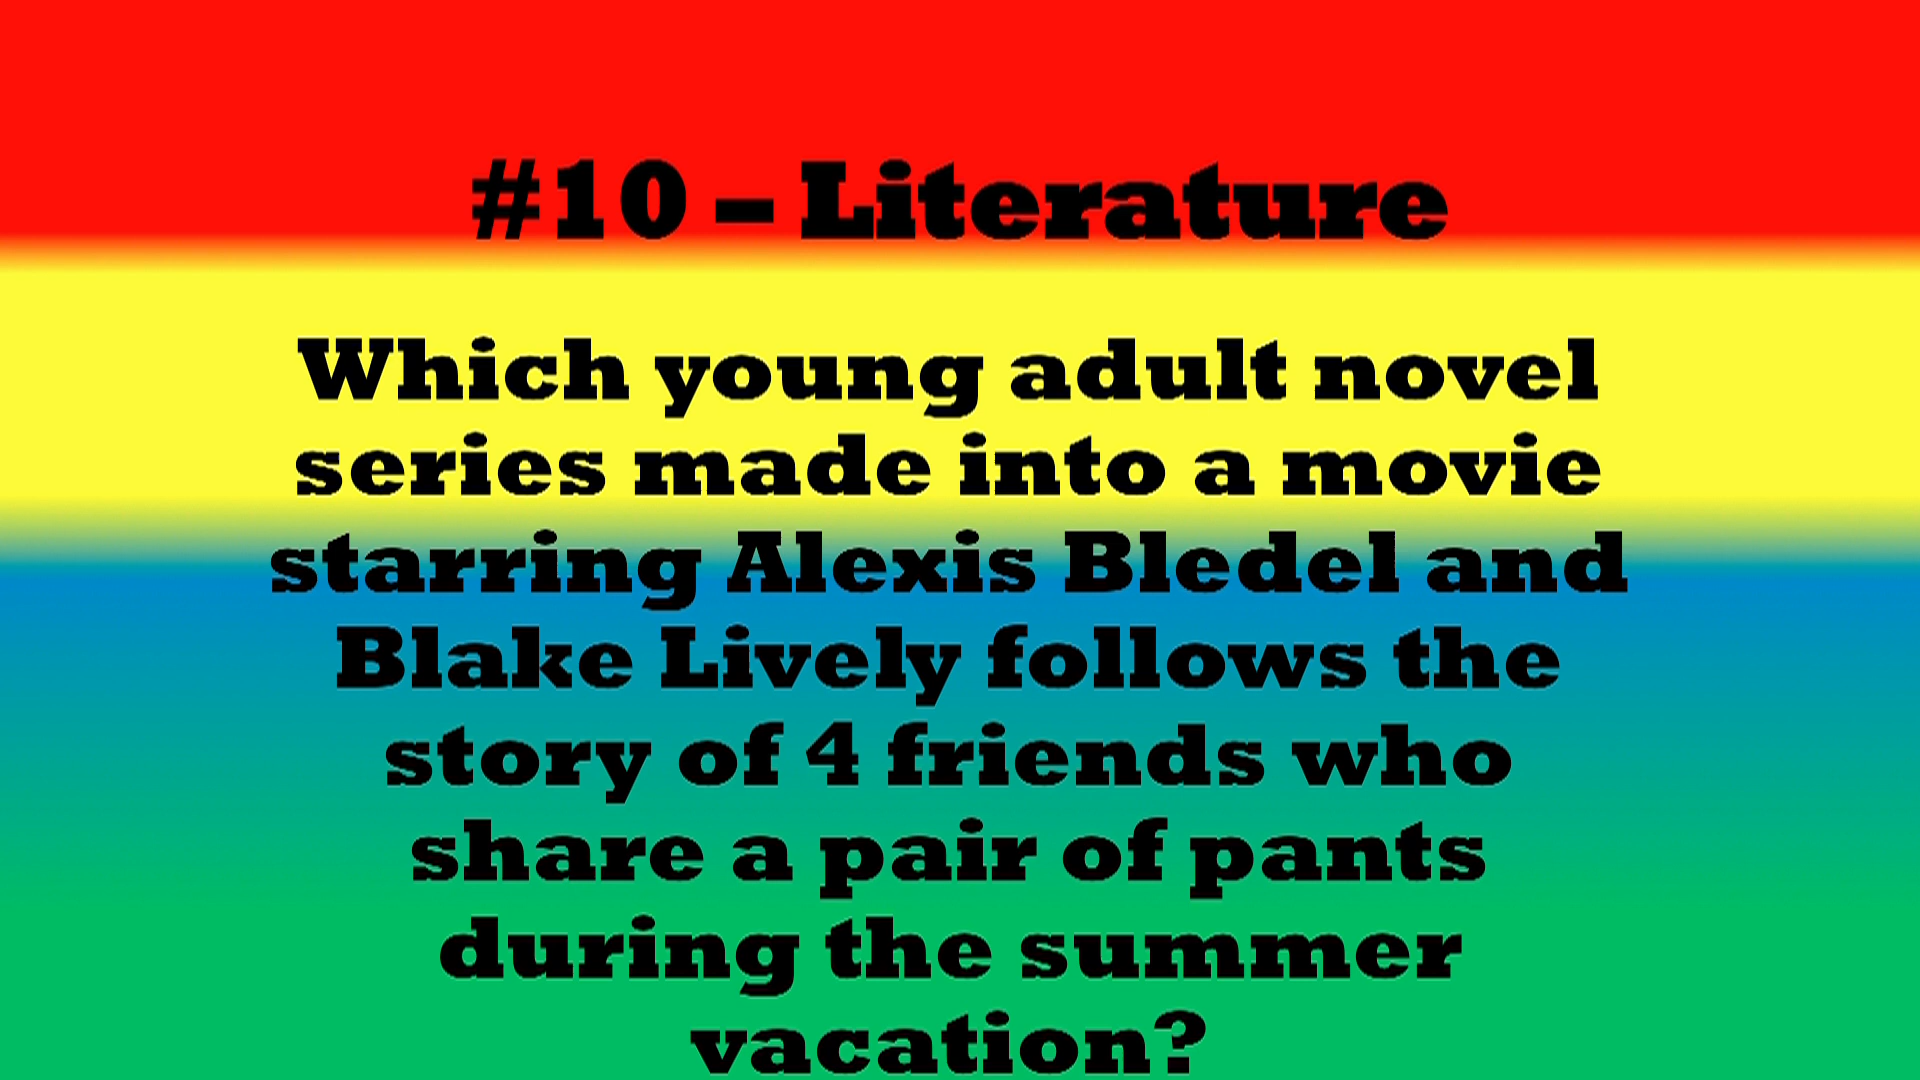 #10 – Literature
Which young adult novel
series made into a movie
starring Alexis Bledel and
Blake Lively follows the
story of 4 friends who
share a pair of pants
during the summer
vacation?